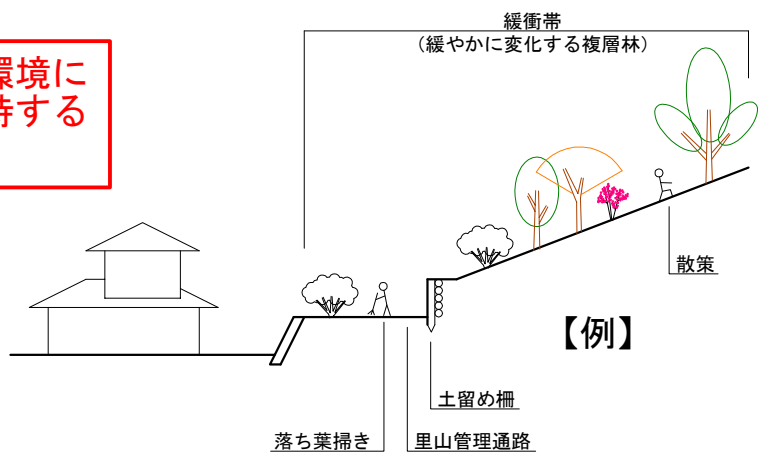 緩衝帯
（緩やかに変化する複層林）
環境に
持する
散策
【例】
土留め柵
落ち葉掃き
里山管理通路